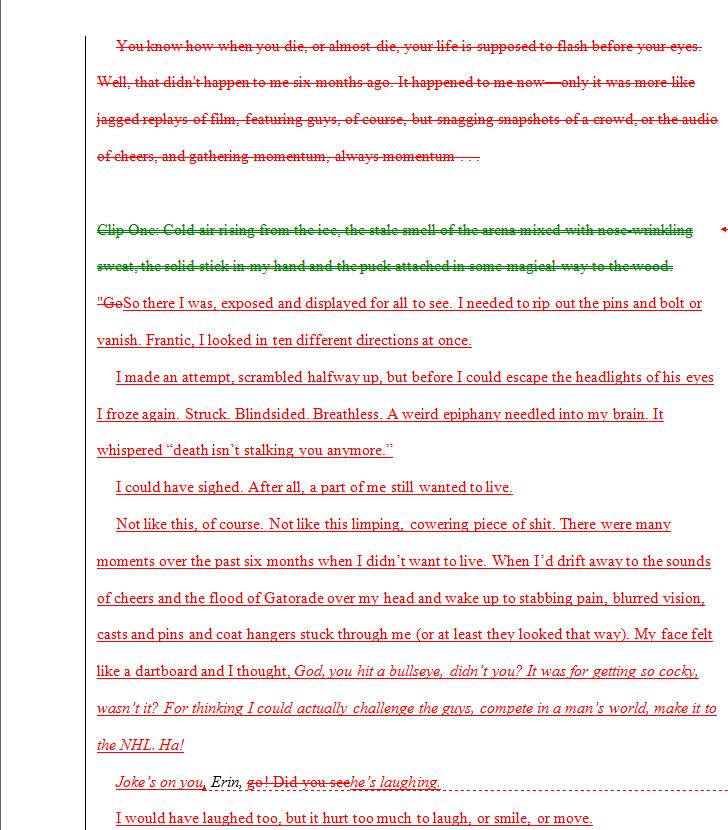 You know how when you die, or almost die, your life is supposed to flash before your eyes.
Well, that didn't happen to me six months ago. It happened to me now—only it was more like
jagged replays of film, featuring guys, of course, but snagging snapshots of a crowd, or the audio
of cheers, and gathering momentum, always momentum . . .
Clip One: Cold air rising from the ice, the stale smell of the arena mixed with nose-wrinkling
sweat, the solid stick in my hand and the puck attached in some magical way to the wood.
"GoSo there I was, exposed and displayed for all to see. I needed to rip out the pins and bolt or
vanish. Frantic, I looked in ten different directions at once.
I made an attempt, scrambled halfway up, but before I could escape the headlights of his eyes
I froze again. Struck. Blindsided. Breathless. A weird epiphany needled into my brain. It
whispered “death isn’t stalking you anymore.”
I could have sighed. After all, a part of me still wanted to live.
Not like this, of course. Not like this limping, cowering piece of shit. There were many
moments over the past six months when I didn’t want to live. When I’d drift away to the sounds
of cheers and the flood of Gatorade over my head and wake up to stabbing pain, blurred vision,
casts and pins and coat hangers stuck through me (or at least they looked that way). My face felt
like a dartboard and I thought, God, you hit a bullseye, didn’t you? It was for getting so cocky,
wasn’t it? For thinking I could actually challenge the guys, compete in a man’s world, make it to
the NHL. Ha!
Joke’s on you, Erin, go! Did you seehe’s laughing.
I would have laughed too, but it hurt too much to laugh, or smile, or move.